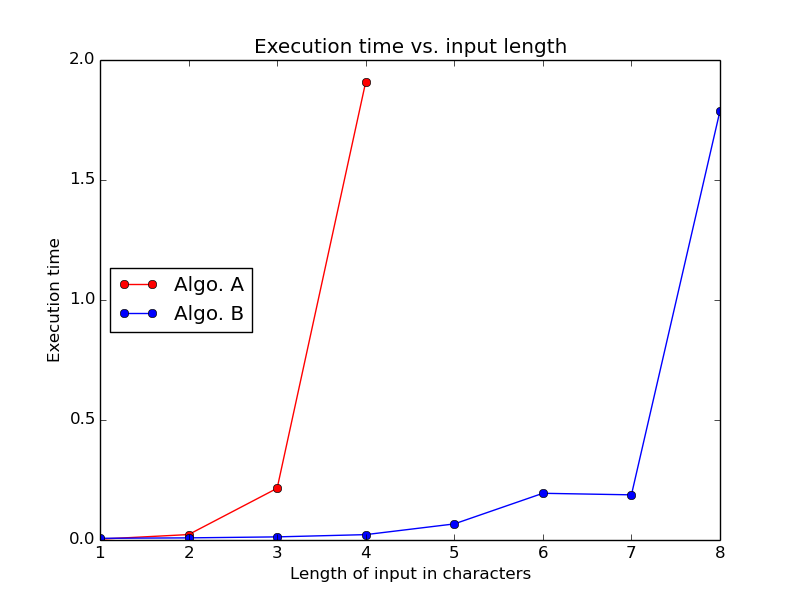 Execution time vs. input length
2.0
1.5
1.0
0.5
0.0
Execution time
Algo. A
Algo. B
1 2 3 4 5 6 7 8
Length of input in characters